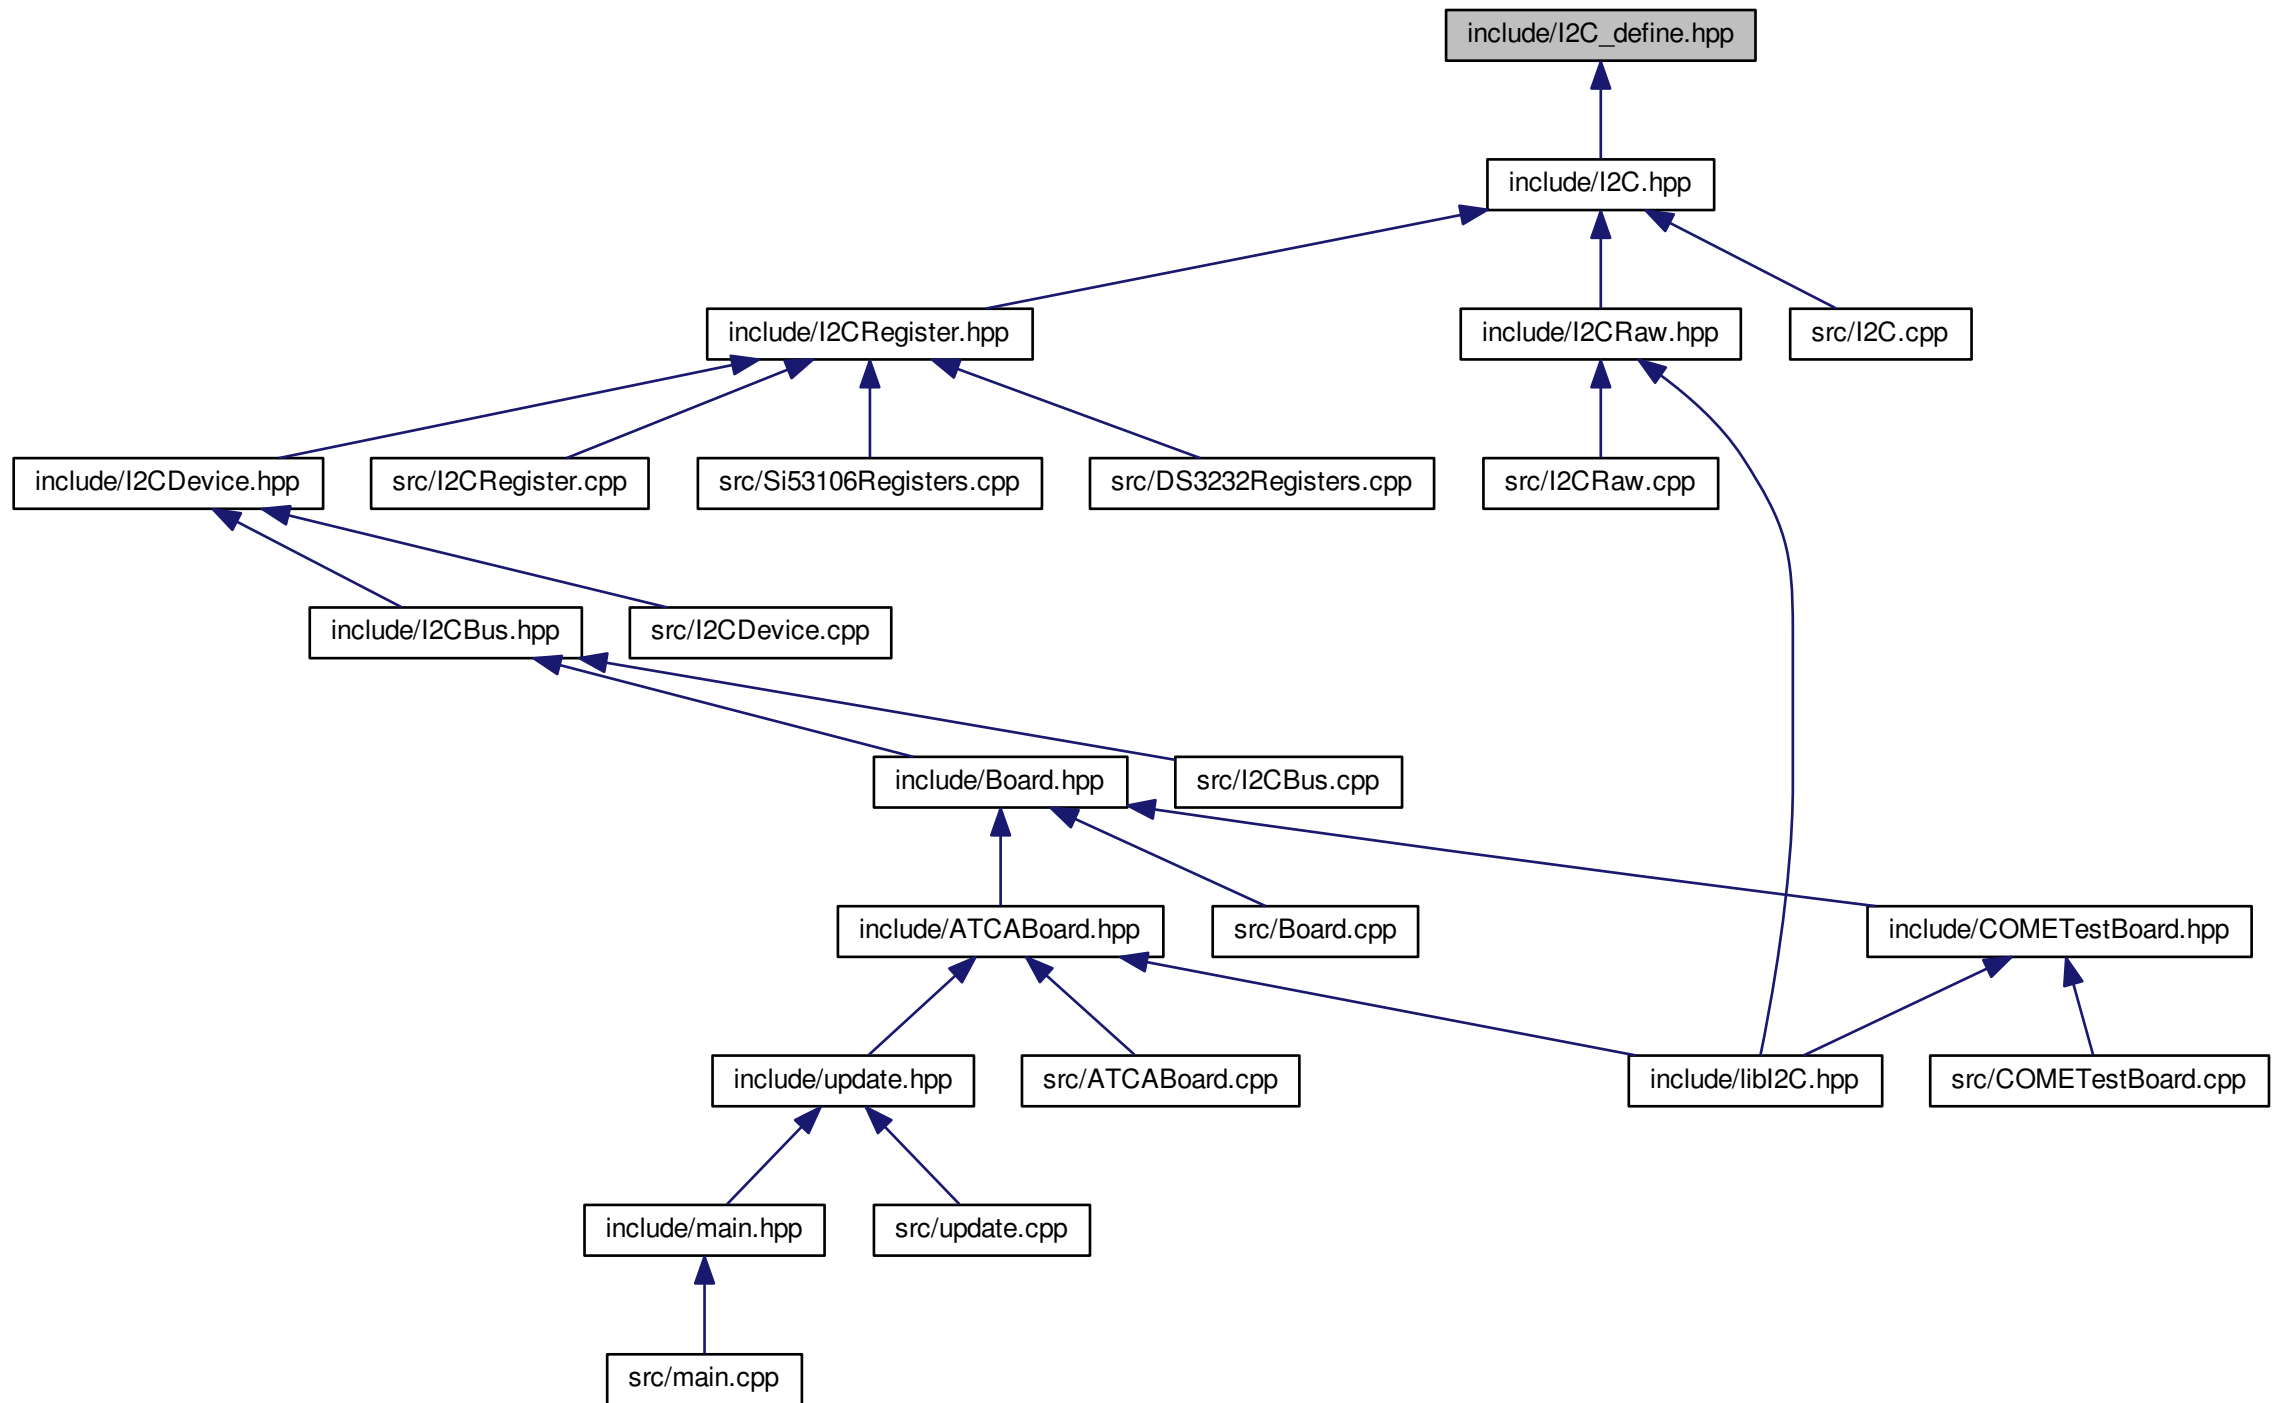 include/I2C_define.hpp
include/I2C.hpp
include/I2CRegister.hpp
include/I2CRaw.hpp
src/I2C.cpp
include/I2CDevice.hpp
src/I2CRegister.cpp
src/Si53106Registers.cpp
src/DS3232Registers.cpp
src/I2CRaw.cpp
include/I2CBus.hpp
src/I2CDevice.cpp
include/Board.hpp
src/I2CBus.cpp
include/ATCABoard.hpp
src/Board.cpp
include/COMETestBoard.hpp
include/update.hpp
src/ATCABoard.cpp
include/libI2C.hpp
src/COMETestBoard.cpp
include/main.hpp
src/update.cpp
src/main.cpp